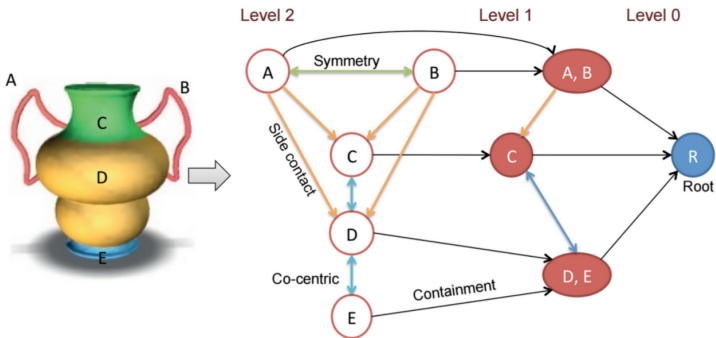 Level 2
Level 1
Level 0
A
B
C
D
E
A
Symmetry
B
A, B
Side contact
C
C
R
Root
D
D, E
Co-centric
Containment
E